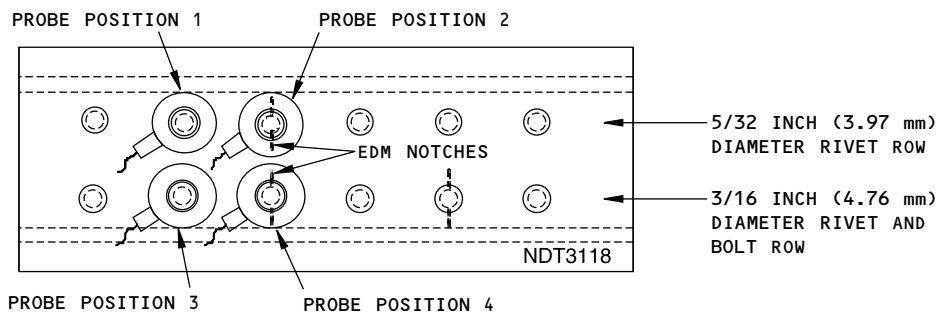 PROBE POSITION 1
PROBE POSITION 2
5/32 INCH (3.97 mm)
DIAMETER RIVET ROW
EDM NOTCHES
3/16 INCH (4.76 mm)
DIAMETER RIVET AND
BOLT ROW
NDT3118
PROBE POSITION 3
PROBE POSITION 4